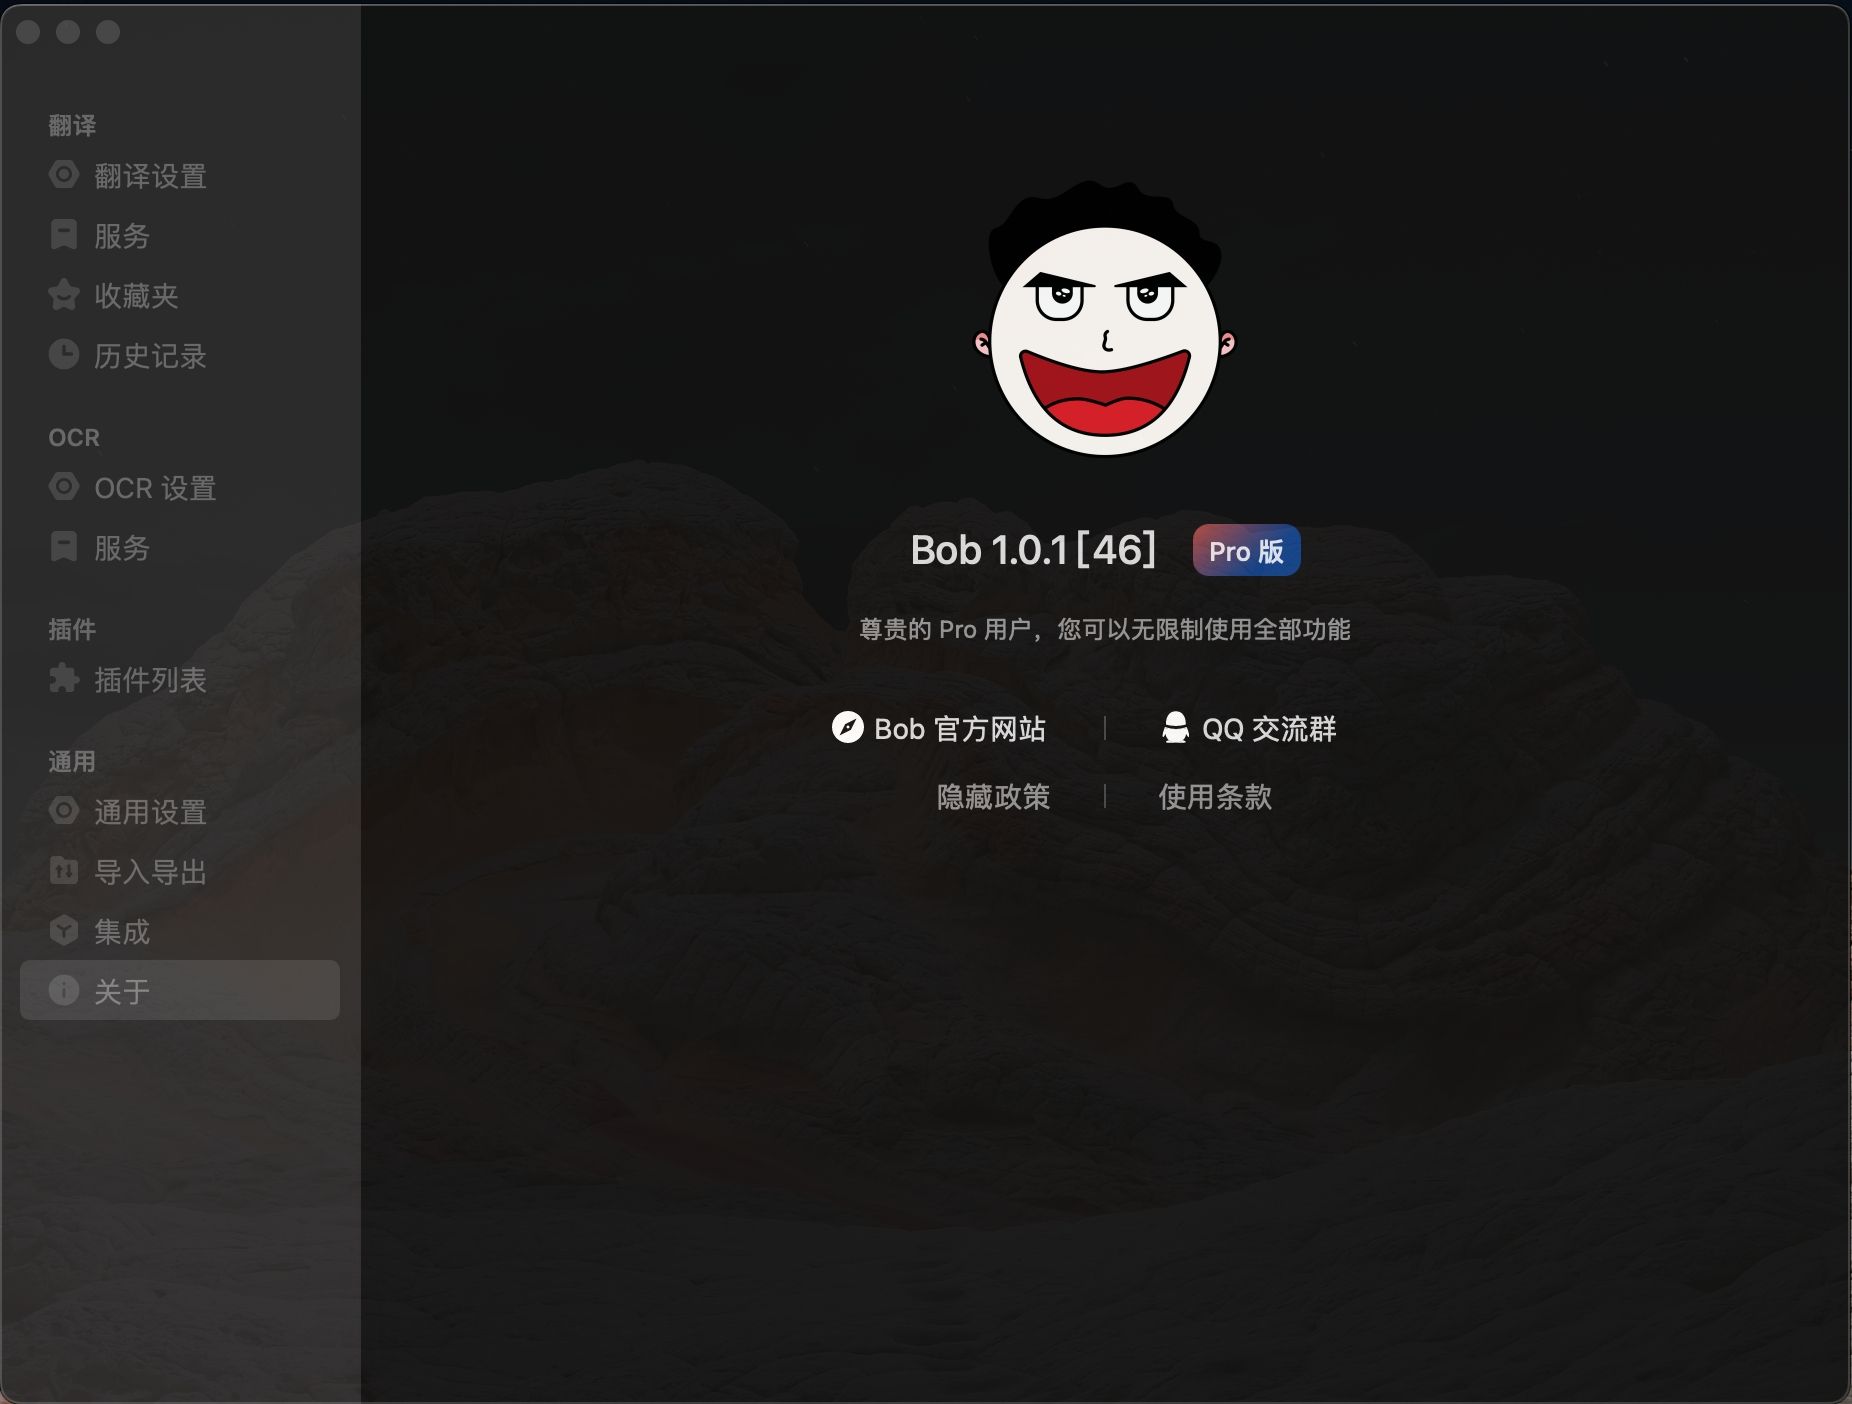 翻译
翻译设置
服务
收藏夹
历史记录
OCR
OCR 设置
服务
插件
插件列表
通用
通用设置
导入导出
集成
关于
Bob 1.0.1 [46] Pro 版
尊贵的 Pro 用户，您可以无限制使用全部功能
Bob 官方网站 | QQ 交流群
隐藏政策 | 使用条款